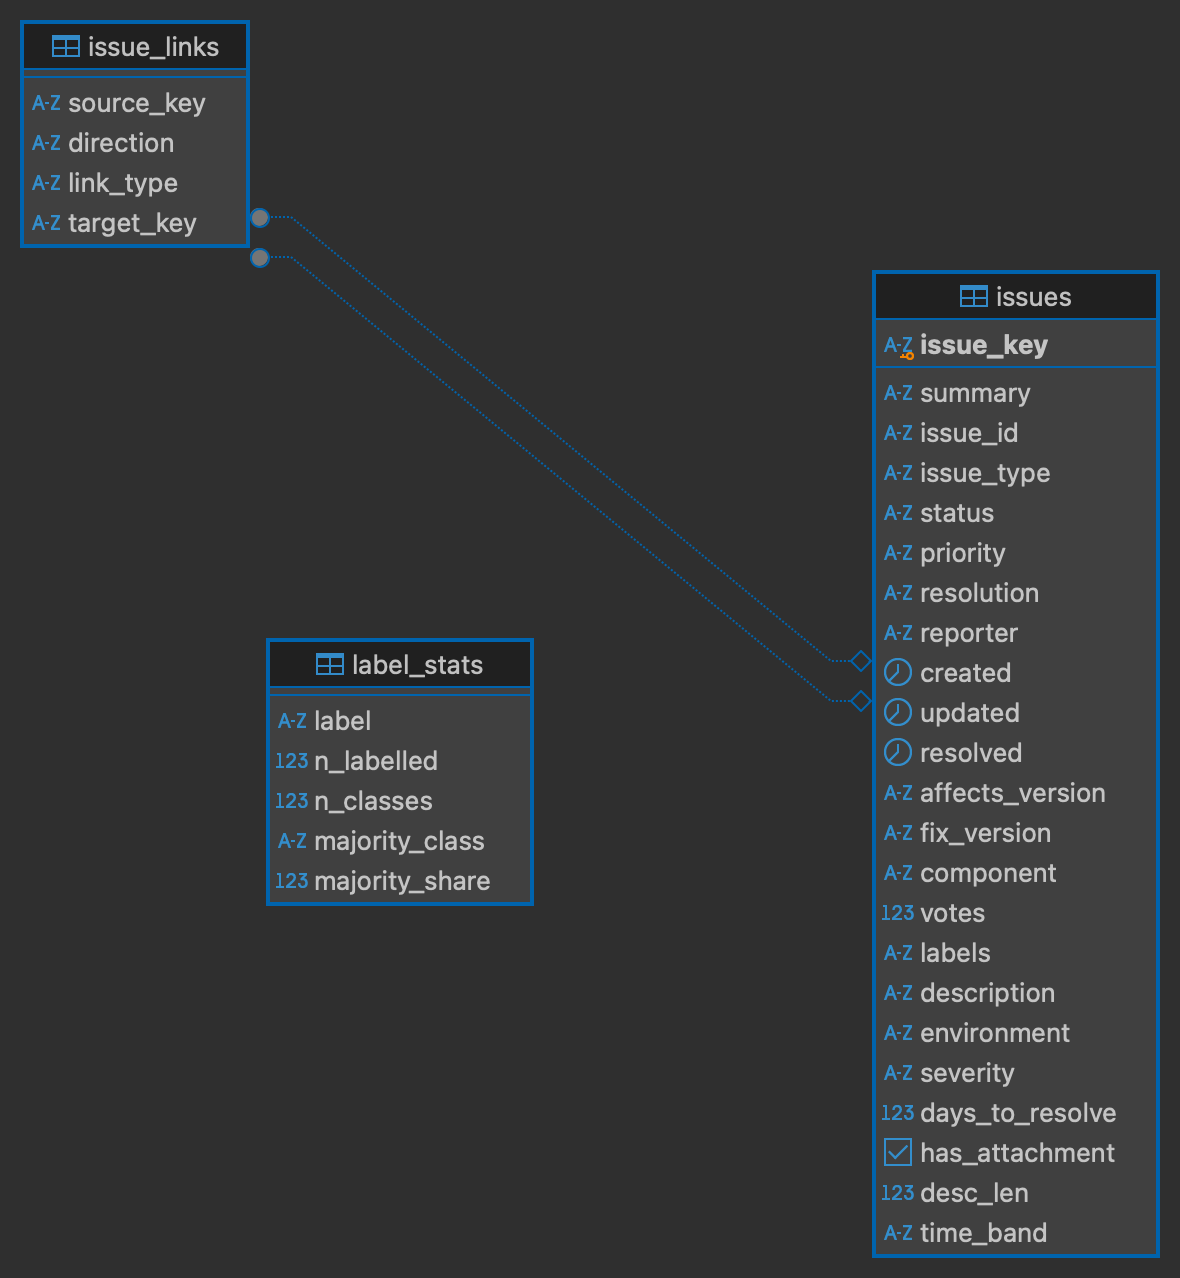 issue_links
A-Z source_key
A-Z direction
A-Z link_type
A-Z target_key
issues
A-Z issue_key
A-Z summary
A-Z issue_id
A-Z issue_type
A-Z status
A-Z priority
A-Z resolution
A-Z reporter
created
updated
resolved
A-Z affects_version
A-Z fix_version
A-Z component
123 votes
A-Z labels
A-Z description
A-Z environment
A-Z severity
123 days_to_resolve
has_attachment
123 desc_len
A-Z time_band
label_stats
A-Z label
123 n_labelled
123 n_classes
A-Z majority_class
123 majority_share